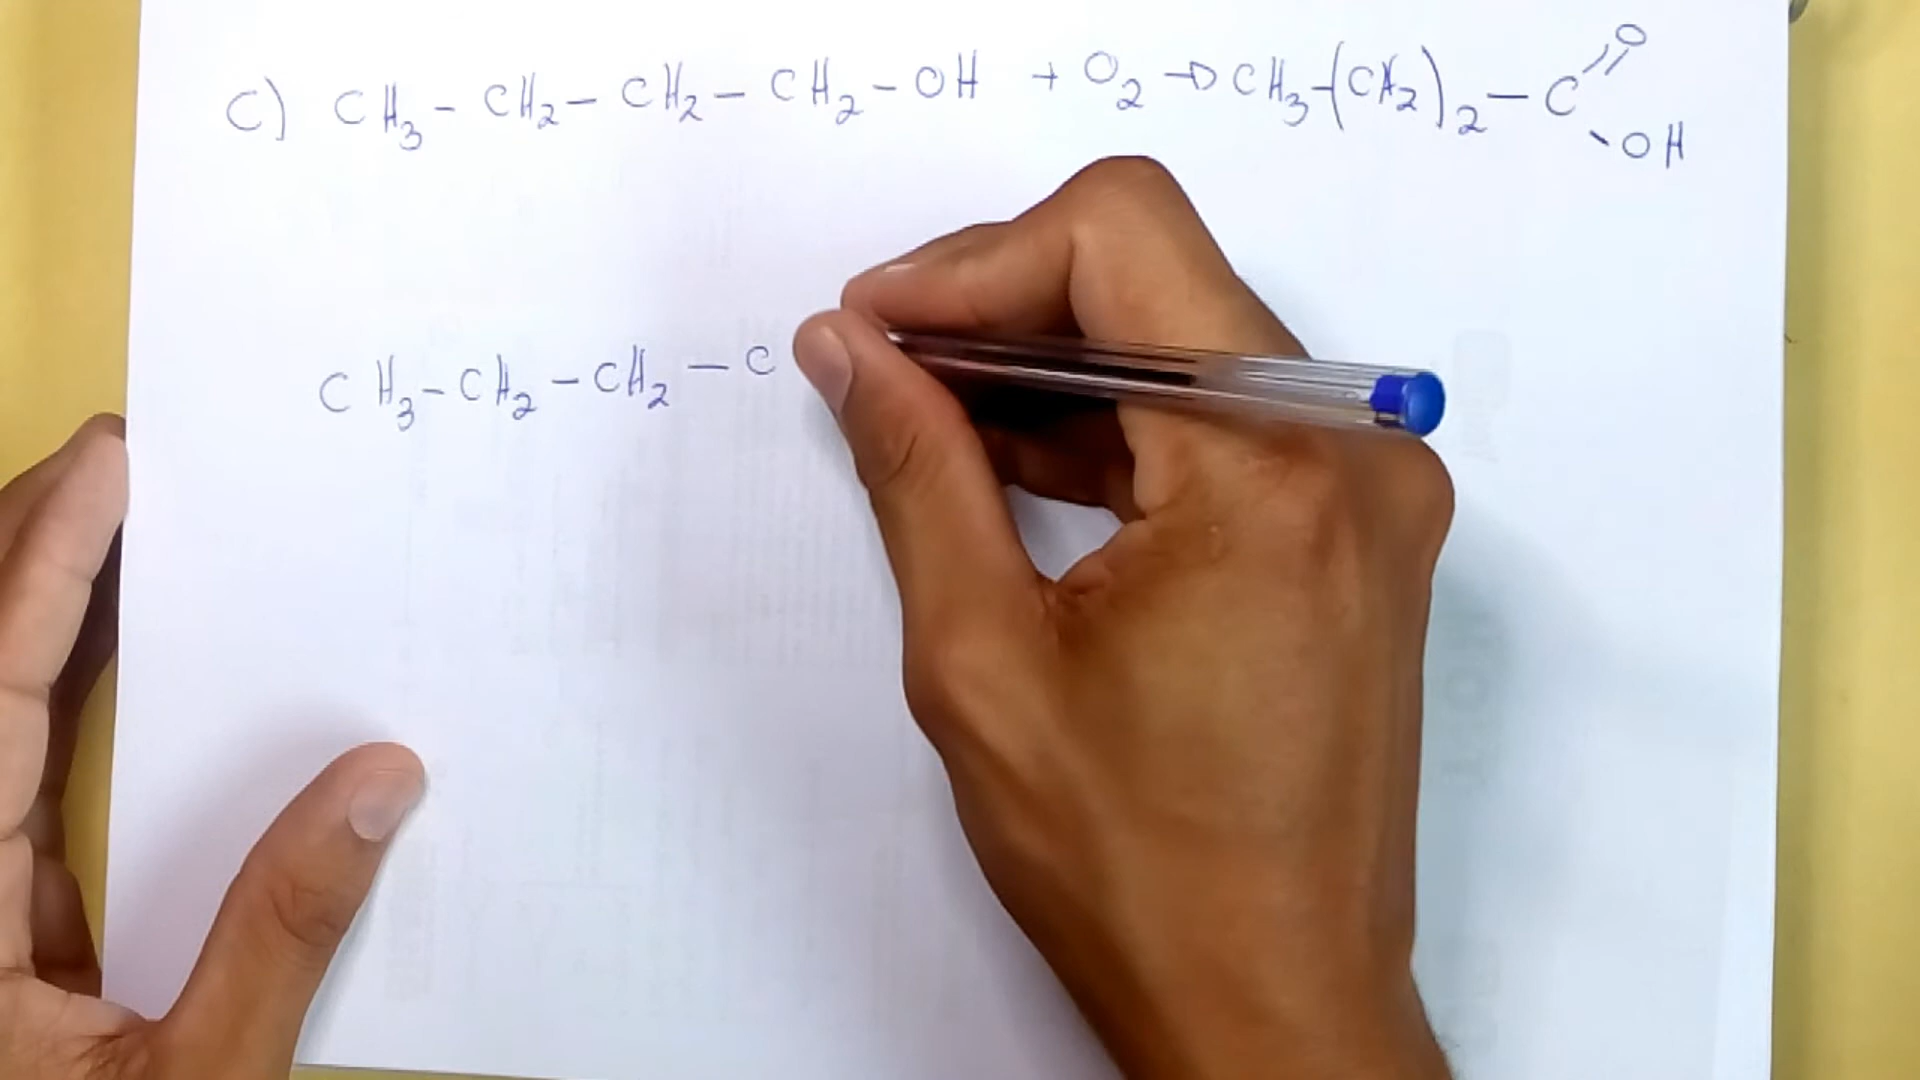 C) CH₃ - CH₂ - CH₂ - CH₂ - OH + O₂ → CH₃-(CH₂)₂ - C
=O
-OH
CH₃ - CH₂ - CH₂ - C